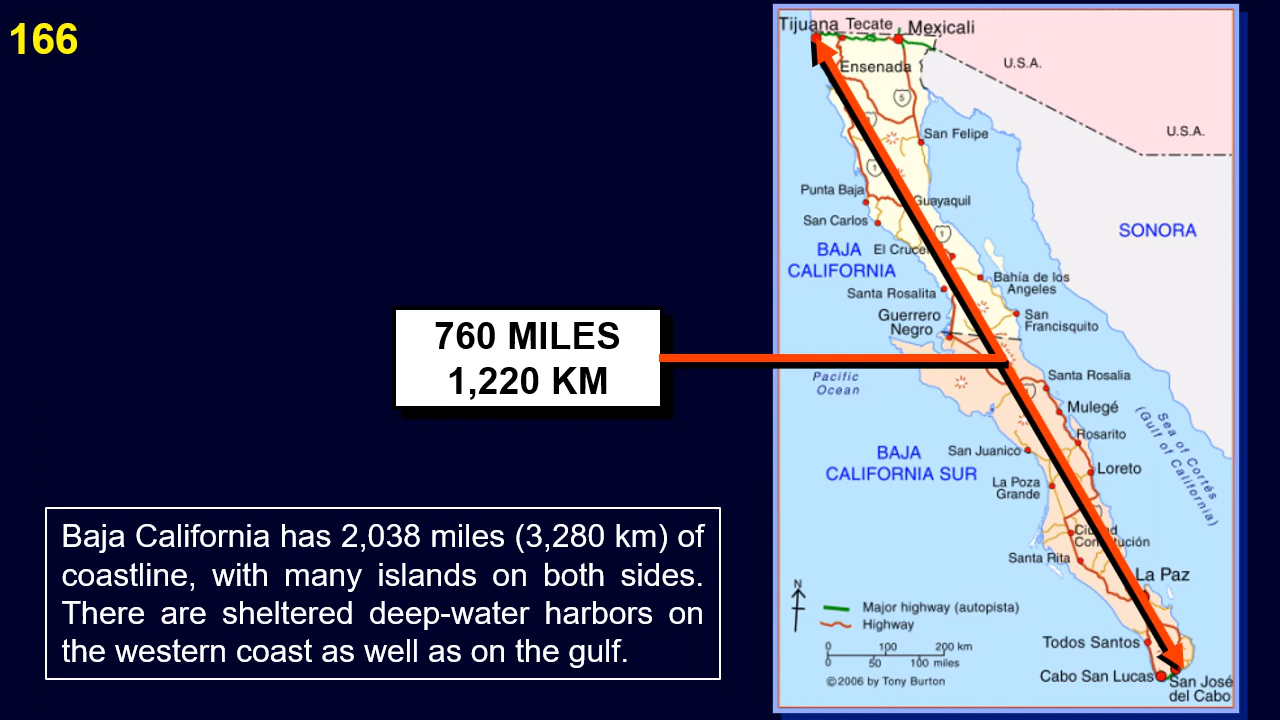 166
Tijuana
Tecate
Mexicali
Ensenada
U.S.A.
5
San Felipe
U.S.A.
1
Punta Baja
Guayaquil
San Carlos
SONORA
1
BAJA
CALIFORNIA
El Crucer
Bahía de los
Angeles
Santa Rosalita
Guerrero
Negro
San
Francisquito
760 MILES
1,220 KM
Pacific
Ocean
Santa Rosalia
Mulegé
Rosarito
Sea of Cortés
(Gulf of California)
BAJA
CALIFORNIA SUR
San Juanico
Loreto
La Poza
Grande
Baja California has 2,038 miles (3,280 km) of
coastline, with many islands on both sides.
There are sheltered deep-water harbors on
the western coast as well as on the gulf.
Santa Rita
La Paz
N
Major highway (autopista)
Highway
0 100 200 km
0 50 100 miles
©2006 by Tony Burton
Todos Santos
Cabo San Lucas
San José
del Cabo